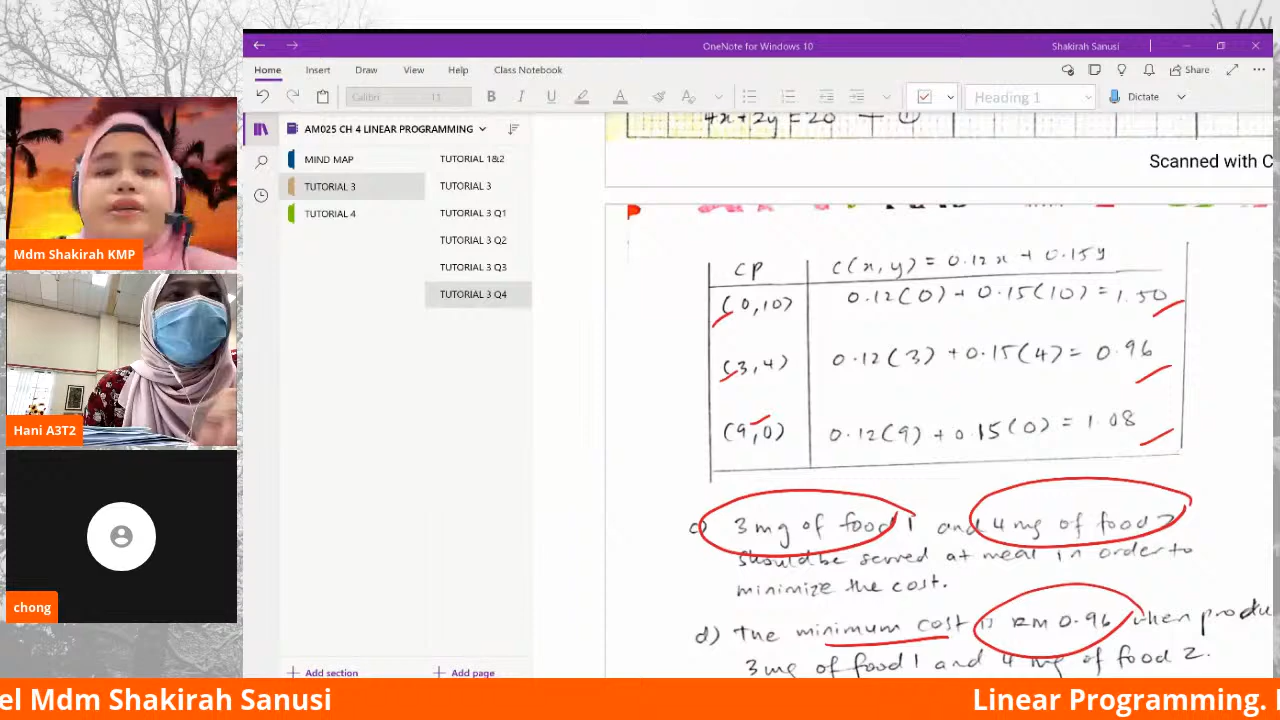 OneNote for Windows 10
Shakirah Sanusi
Home Insert Draw View Help Class Notebook
Share
Calibri 11
B I U A
Heading 1
Dictate
AM025 CH 4 LINEAR PROGRAMMING
MIND MAP
TUTORIAL 3
TUTORIAL 4
TUTORIAL 1&2
TUTORIAL 3
TUTORIAL 3 Q1
TUTORIAL 3 Q2
TUTORIAL 3 Q3
TUTORIAL 3 Q4
Add section
Add page
4x+2y =20 — ①
Scanned with C
CP C(x,y) = 0.12x + 0.15y
(0,10) 0.12(0) + 0.15(10) = 1.50
(3,4) 0.12(3) + 0.15(4) = 0.96
(9,0) 0.12(9) + 0.15(0) = 1.08
c) 3 mg of food 1 and 4 mg of food 2
should be served at meal in order to
minimize the cost.
d) The minimum cost is RM 0.96 when produ
3 mg of food 1 and 4 mg of food 2.
Mdm Shakirah KMP
Hani A3T2
chong
el Mdm Shakirah Sanusi
Linear Programming.